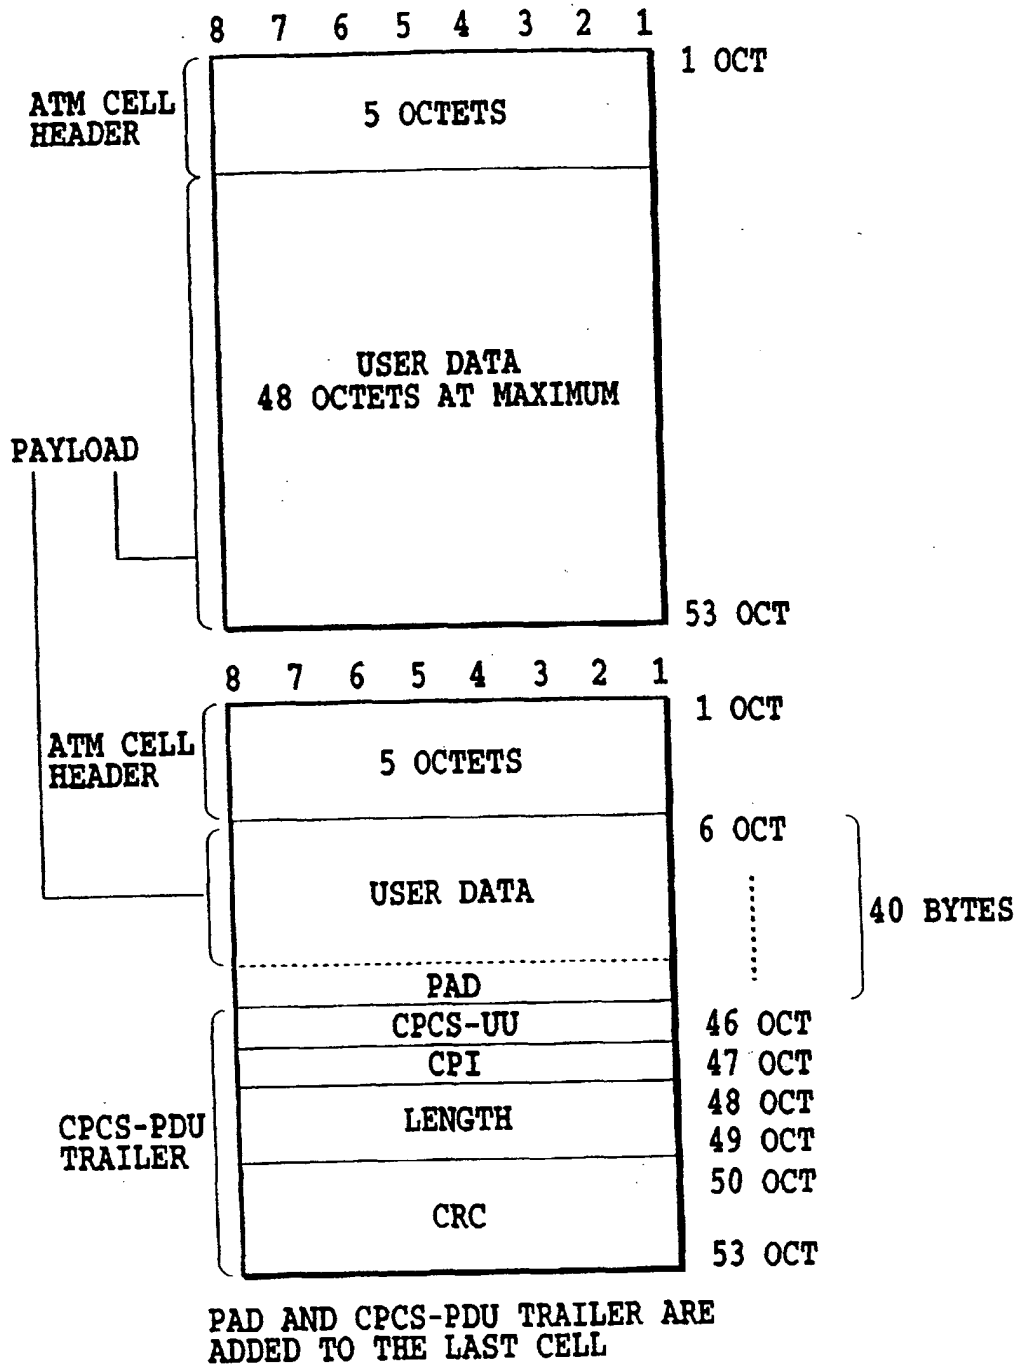 8 7 6 5 4 3 2 1
1 OCT
ATM CELL
HEADER
5 OCTETS
USER DATA
48 OCTETS AT MAXIMUM
PAYLOAD
53 OCT
8 7 6 5 4 3 2 1
1 OCT
ATM CELL
HEADER
5 OCTETS
6 OCT
USER DATA
40 BYTES
PAD
CPCS-UU
46 OCT
CPI
47 OCT
LENGTH
48 OCT
49 OCT
CPCS-PDU
TRAILER
50 OCT
CRC
53 OCT
PAD AND CPCS-PDU TRAILER ARE
ADDED TO THE LAST CELL